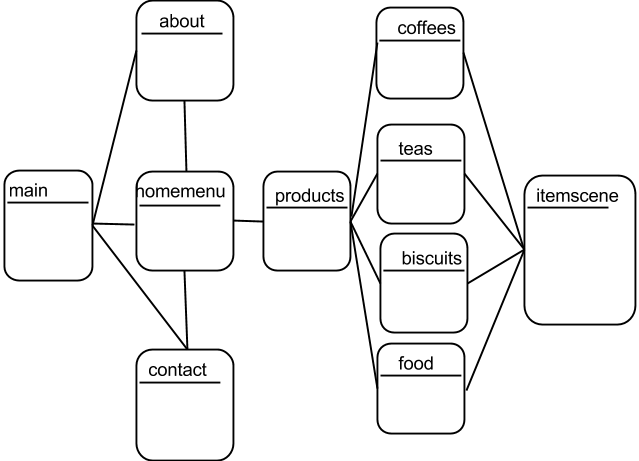 about
coffees
teas
main
homemenu
products
itemscene
biscuits
contact
food